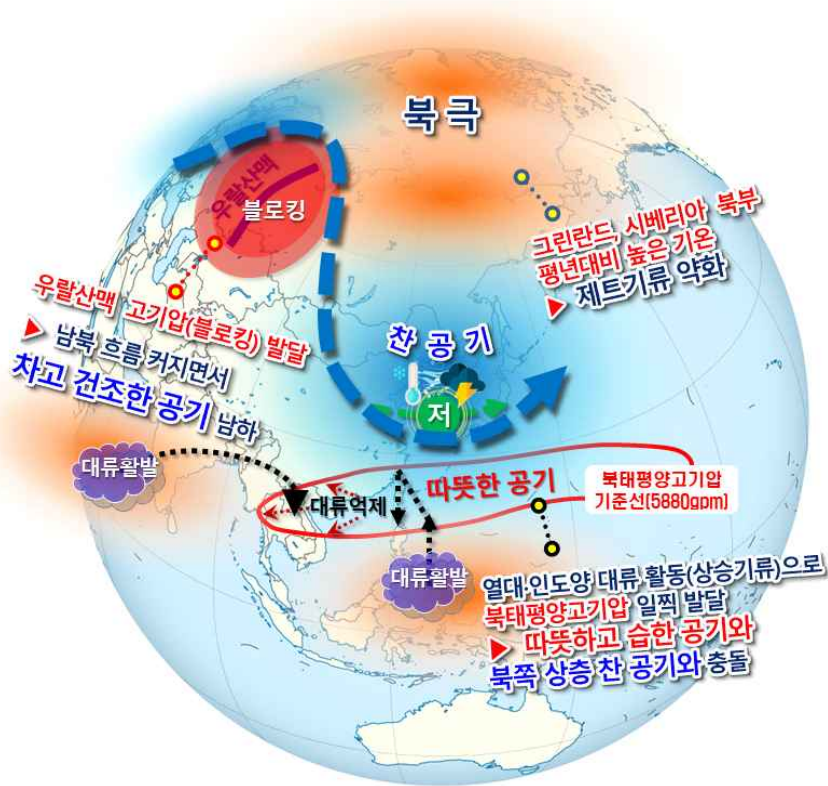 북극
우랄산맥
블로킹
그린란드, 시베리아 북부
평년대비 높은 기온
▶ 제트기류 약화
우랄산맥 고기압(블로킹) 발달
▶ 남북 흐름 커지면서
차고 건조한 공기 남하
찬 공기
저
대류활발
대류억제
따뜻한 공기
북태평양고기압
기준선(5880gpm)
대류활발
열대·인도양 대류 활동(상승기류)으로
북태평양고기압 일찍 발달
▶ 따뜻하고 습한 공기와
북쪽 상층 찬 공기와 충돌